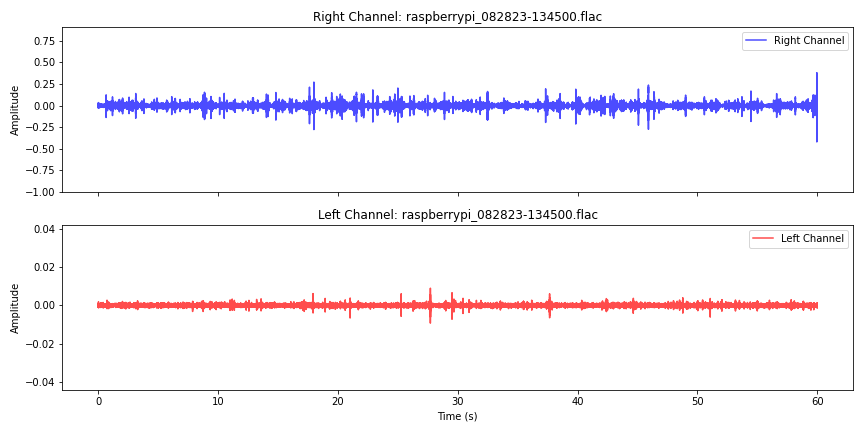 Right Channel: raspberrypi_082823-134500.flac
Right Channel
0.75
0.50
0.25
0.00
−0.25
−0.50
−0.75
−1.00
Amplitude
Left Channel: raspberrypi_082823-134500.flac
Left Channel
0.04
0.02
0.00
−0.02
−0.04
Amplitude
0 10 20 30 40 50 60
Time (s)